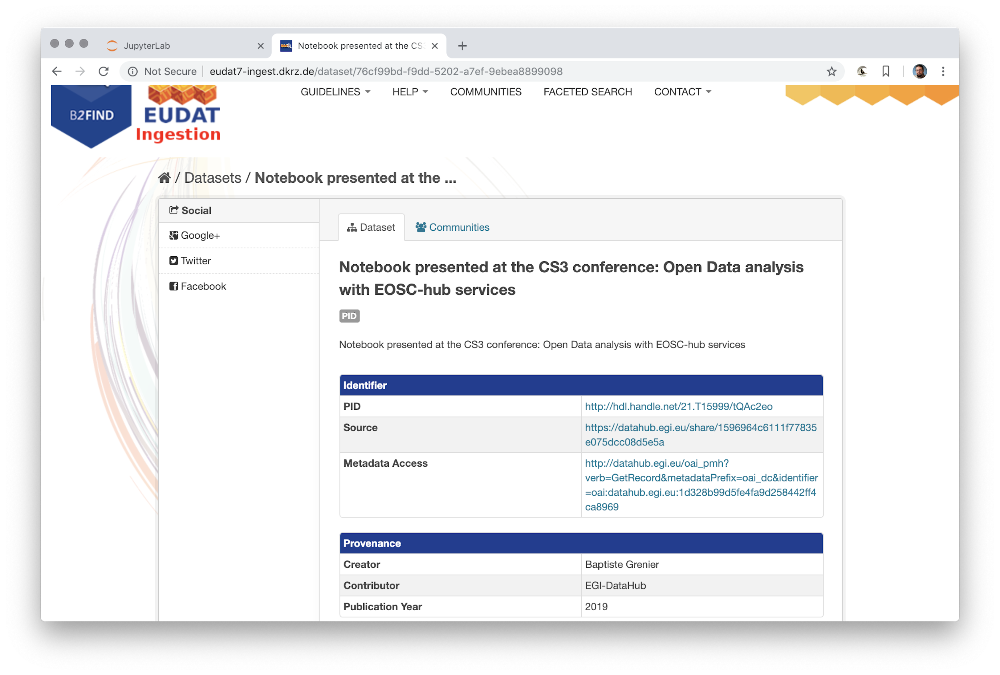 JupyterLab
Notebook presented at the CS
Not Secure eudat7-ingest.dkrz.de/dataset/76cf99bd-f9dd-5202-a7ef-9ebea8899098
B2FIND
EUDAT
Ingestion
GUIDELINES HELP COMMUNITIES FACETED SEARCH CONTACT
/ Datasets / Notebook presented at the ...
Social
Google+
Twitter
Facebook
Dataset Communities
Notebook presented at the CS3 conference: Open Data analysis
with EOSC-hub services
PID
Notebook presented at the CS3 conference: Open Data analysis with EOSC-hub services
Identifier
PID http://hdl.handle.net/21.T15999/tQAc2eo
Source https://datahub.egi.eu/share/1596964c6111f77835
e075dcc08d5e5a
Metadata Access http://datahub.egi.eu/oai_pmh?
verb=GetRecord&metadataPrefix=oai_dc&identifier
=oai:datahub.egi.eu:1d328b99d5fe4fa9d258442ff4
ca8969
Provenance
Creator Baptiste Grenier
Contributor EGI-DataHub
Publication Year 2019